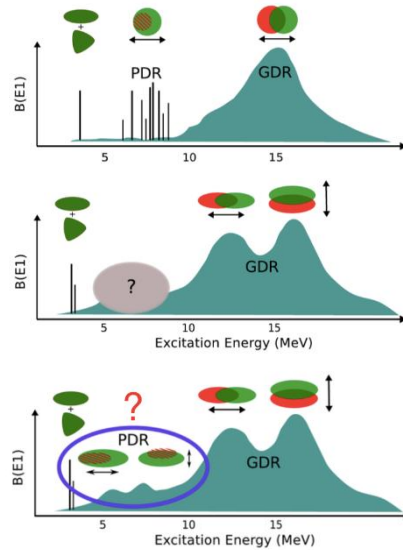 +
PDR
GDR
B(E1)
5 10 15
+
GDR
?
B(E1)
5 10 15
Excitation Energy (MeV)
?
+
PDR
GDR
B(E1)
5 10 15
Excitation Energy (MeV)